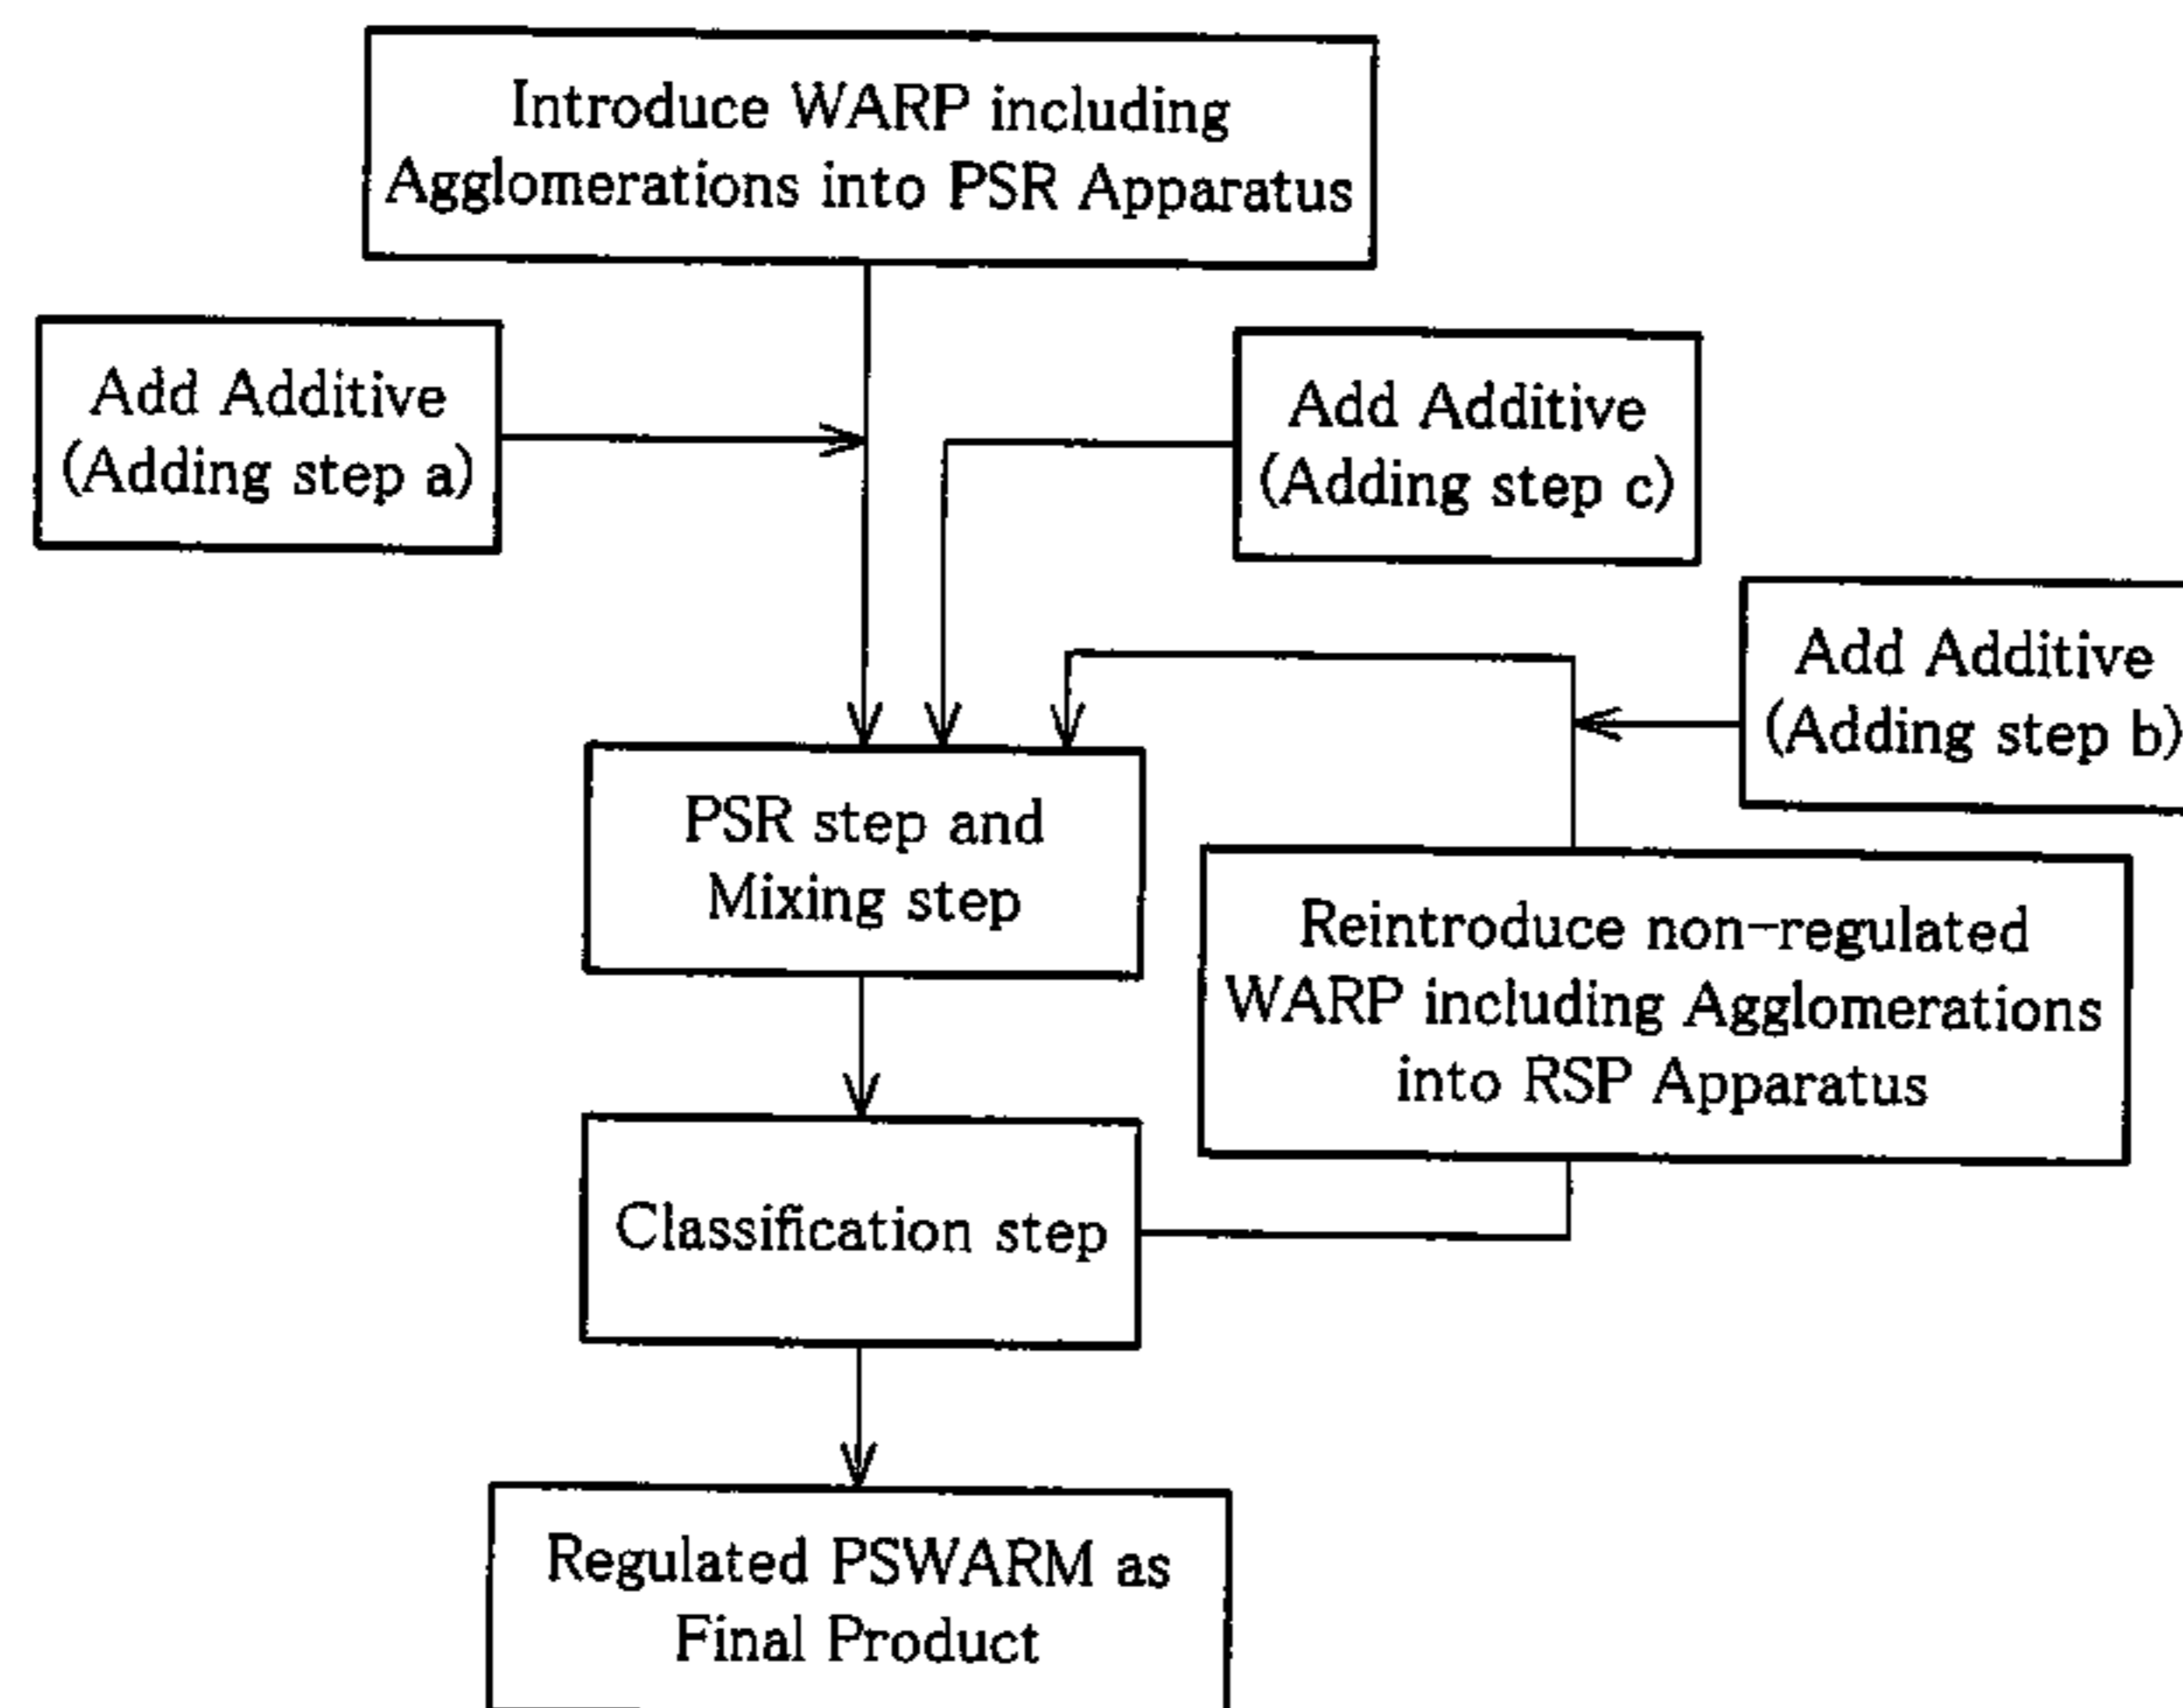 Introduce WARP including
Agglomerations into PSR Apparatus
Add Additive
(Adding step a)
Add Additive
(Adding step c)
Add Additive
(Adding step b)
PSR step and
Mixing step
Reintroduce non-regulated
WARP including Agglomerations
into RSP Apparatus
Classification step
Regulated PSWARM as
Final Product